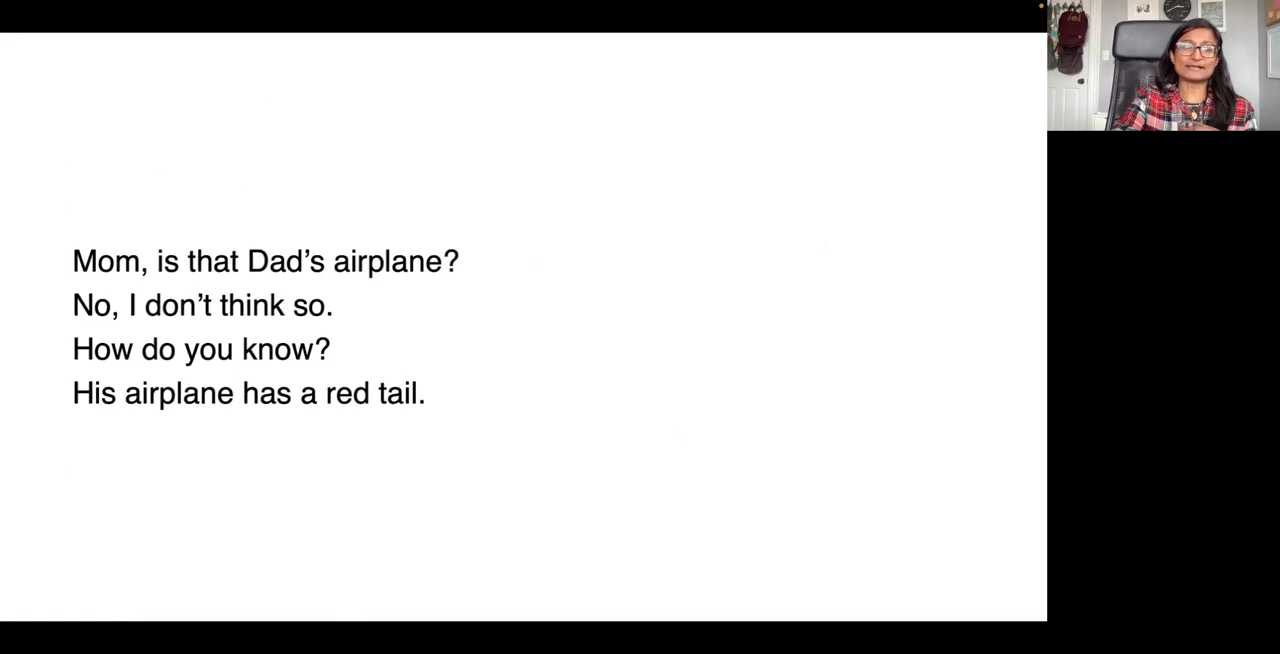 Mom, is that Dad’s airplane?
No, I don’t think so.
How do you know?
His airplane has a red tail.